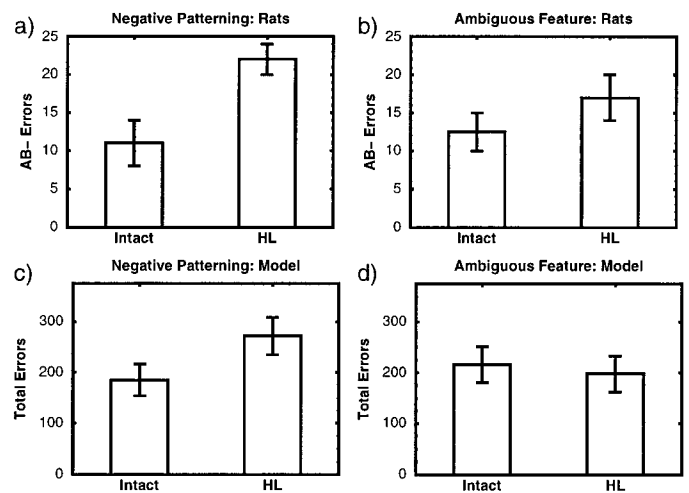 a)
Negative Patterning: Rats
25
20
15
10
5
0
AB− Errors
Intact
HL
b)
Ambiguous Feature: Rats
25
20
15
10
5
0
AB− Errors
Intact
HL
c)
Negative Patterning: Model
300
200
100
0
Total Errors
Intact
HL
d)
Ambiguous Feature: Model
300
200
100
0
Total Errors
Intact
HL